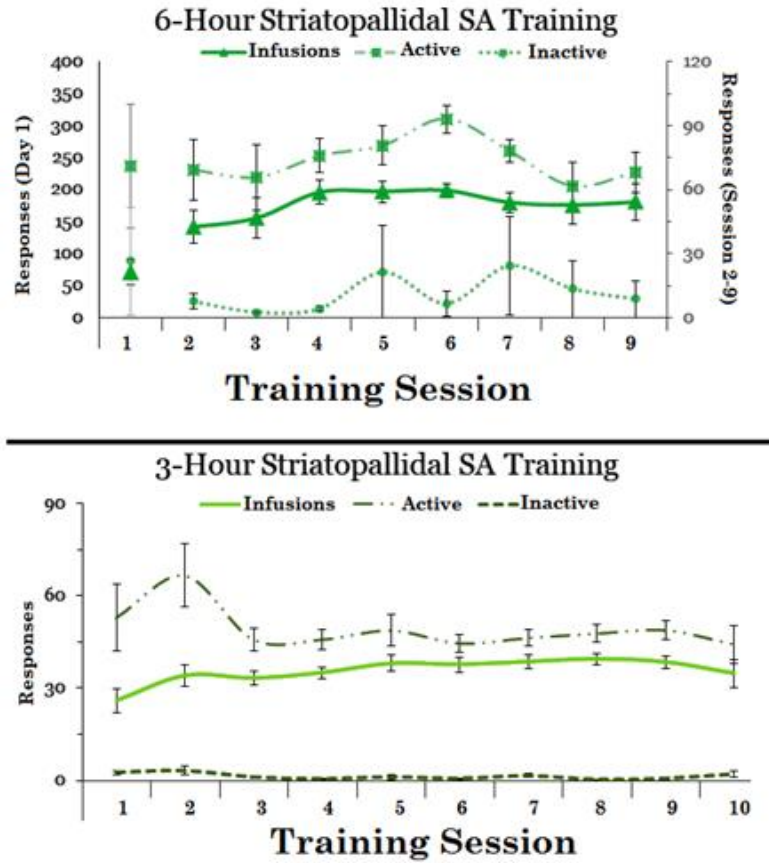 6-Hour Striatopallidal SA Training
Infusions Active Inactive
400
350
300
250
200
150
100
50
0
Responses (Day 1)
120
90
60
30
0
Responses (Session 2-9)
1 2 3 4 5 6 7 8 9
Training Session
3-Hour Striatopallidal SA Training
Infusions Active Inactive
90
60
30
0
Responses
1 2 3 4 5 6 7 8 9 10
Training Session